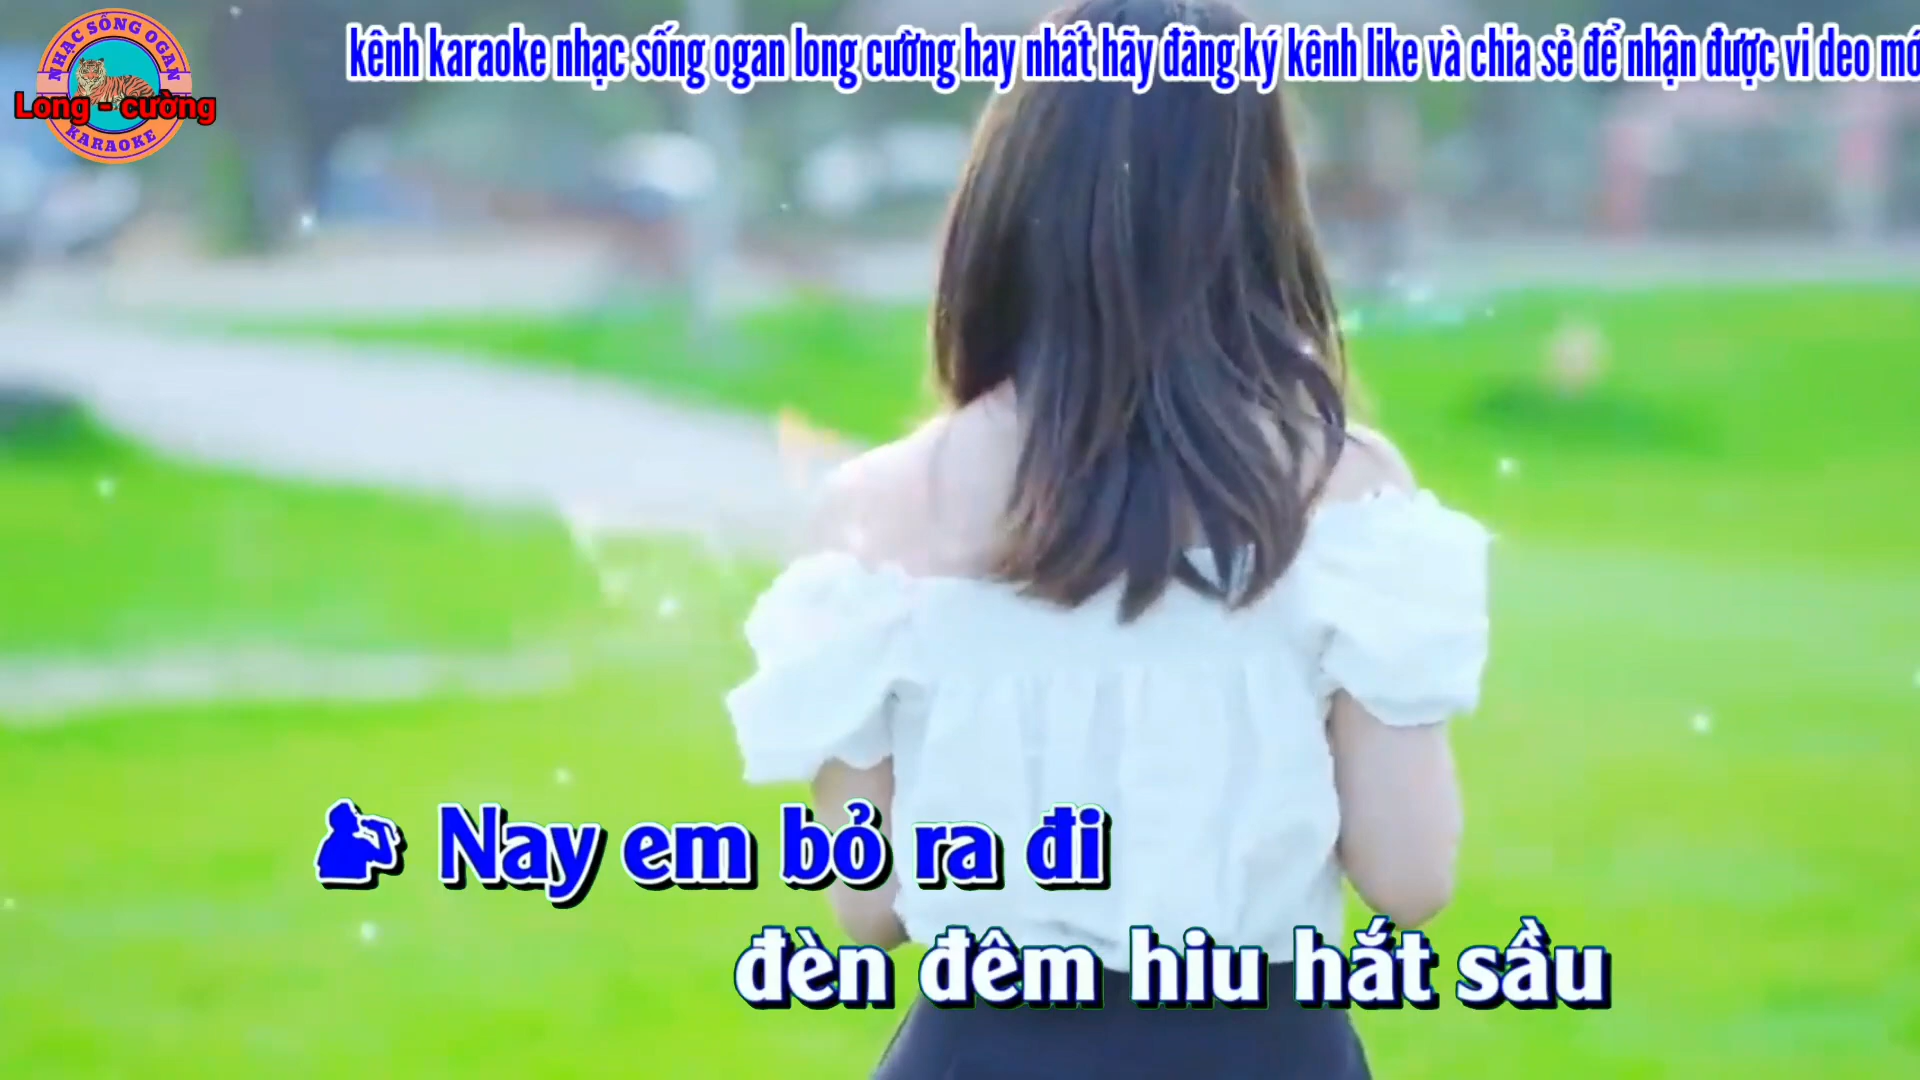 NHẠC SỐNG OGAN
Long - cường
KARAOKE
kênh karaoke nhạc sống ogan long cường hay nhất hãy đăng ký kênh like và chia sẻ để nhận được vi deo mớ
Nay em bỏ ra đi
đèn đêm hiu hắt sầu